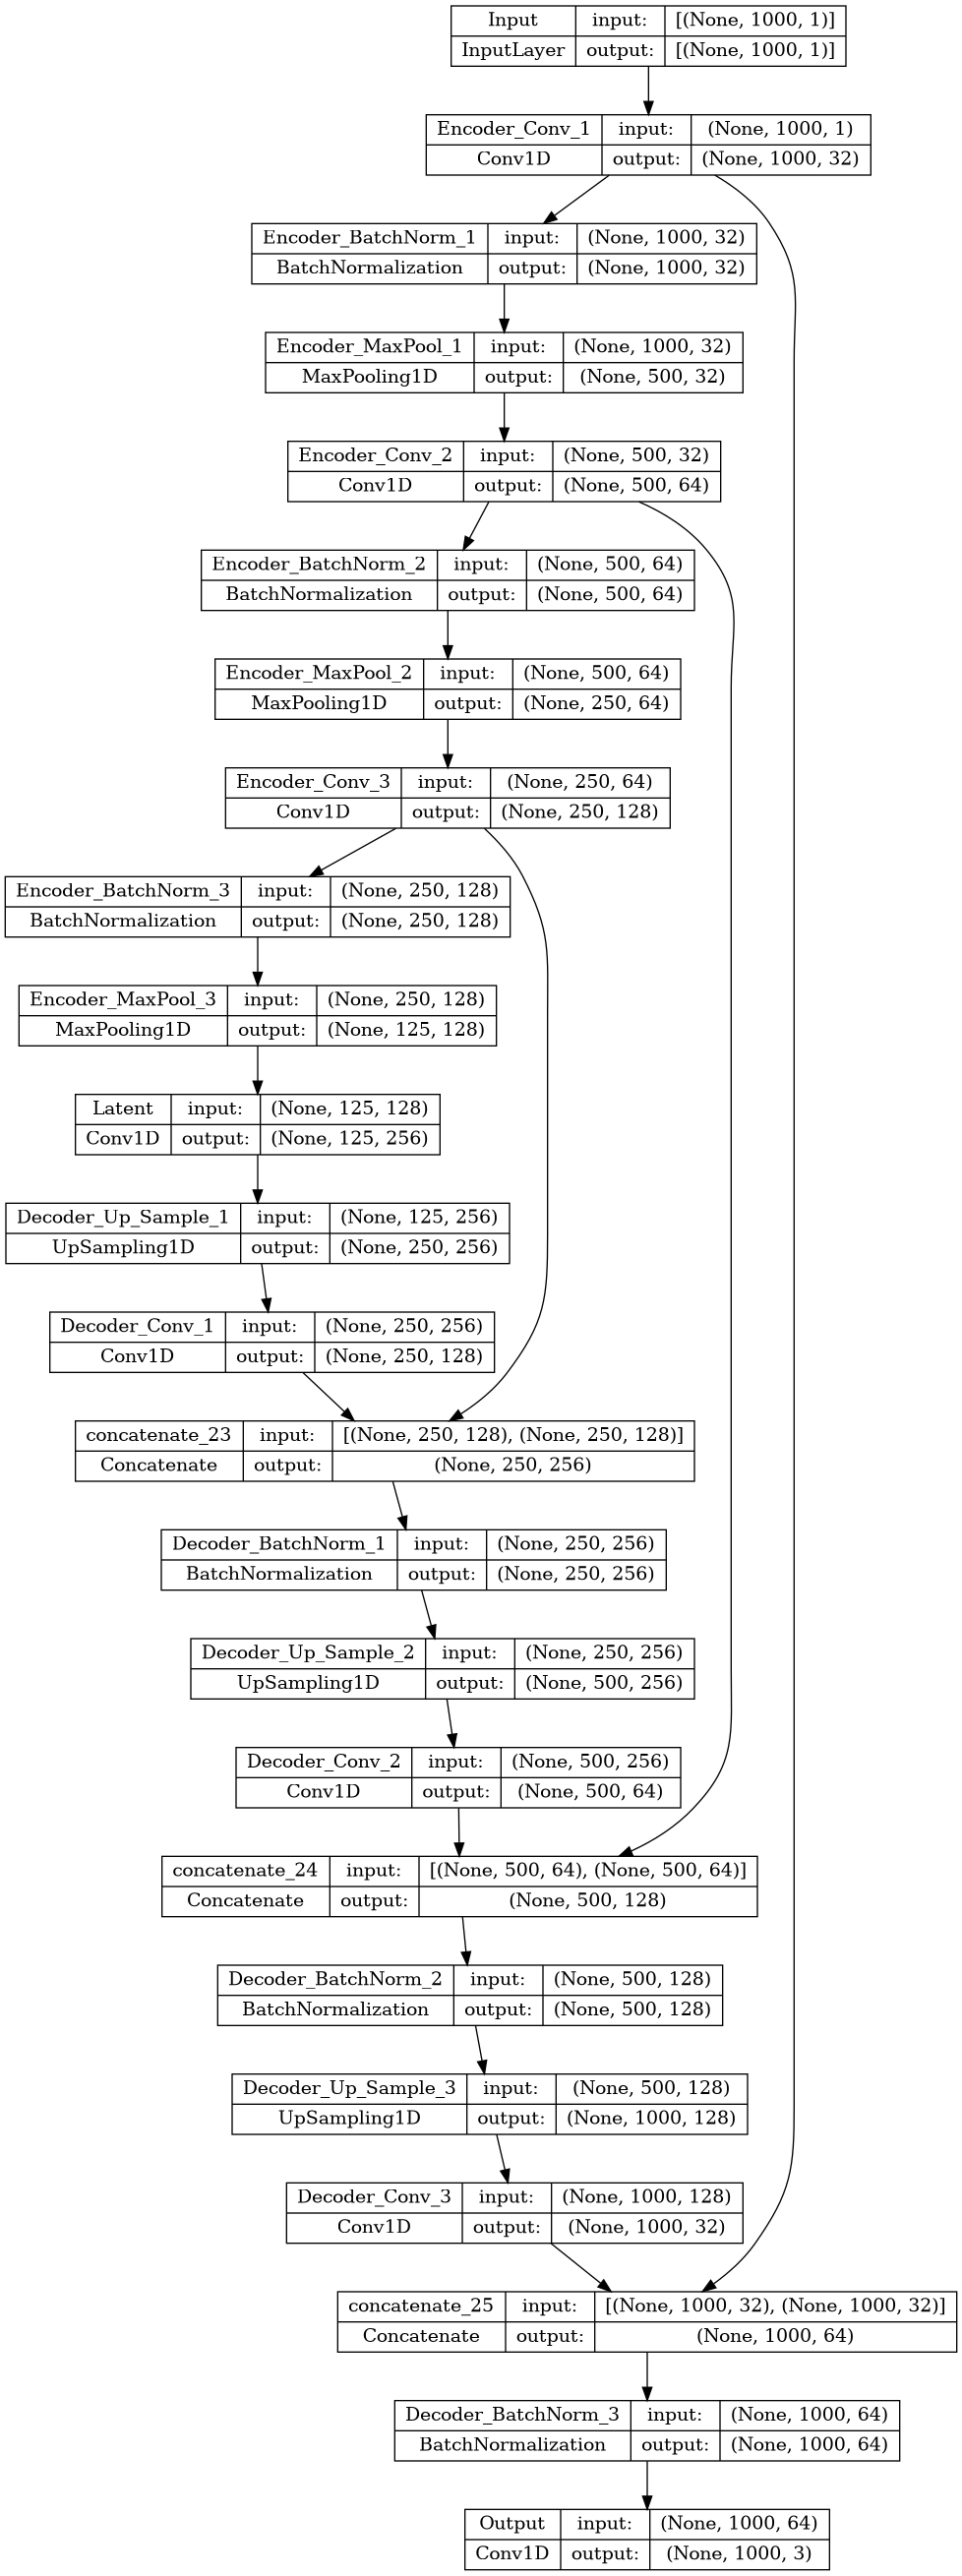 Input input: [(None, 1000, 1)]
InputLayer output: [(None, 1000, 1)]
Encoder_Conv_1 input: (None, 1000, 1)
Conv1D output: (None, 1000, 32)
Encoder_BatchNorm_1 input: (None, 1000, 32)
BatchNormalization output: (None, 1000, 32)
Encoder_MaxPool_1 input: (None, 1000, 32)
MaxPooling1D output: (None, 500, 32)
Encoder_Conv_2 input: (None, 500, 32)
Conv1D output: (None, 500, 64)
Encoder_BatchNorm_2 input: (None, 500, 64)
BatchNormalization output: (None, 500, 64)
Encoder_MaxPool_2 input: (None, 500, 64)
MaxPooling1D output: (None, 250, 64)
Encoder_Conv_3 input: (None, 250, 64)
Conv1D output: (None, 250, 128)
Encoder_BatchNorm_3 input: (None, 250, 128)
BatchNormalization output: (None, 250, 128)
Encoder_MaxPool_3 input: (None, 250, 128)
MaxPooling1D output: (None, 125, 128)
Latent input: (None, 125, 128)
Conv1D output: (None, 125, 256)
Decoder_Up_Sample_1 input: (None, 125, 256)
UpSampling1D output: (None, 250, 256)
Decoder_Conv_1 input: (None, 250, 256)
Conv1D output: (None, 250, 128)
concatenate_23 input: [(None, 250, 128), (None, 250, 128)]
Concatenate output: (None, 250, 256)
Decoder_BatchNorm_1 input: (None, 250, 256)
BatchNormalization output: (None, 250, 256)
Decoder_Up_Sample_2 input: (None, 250, 256)
UpSampling1D output: (None, 500, 256)
Decoder_Conv_2 input: (None, 500, 256)
Conv1D output: (None, 500, 64)
concatenate_24 input: [(None, 500, 64), (None, 500, 64)]
Concatenate output: (None, 500, 128)
Decoder_BatchNorm_2 input: (None, 500, 128)
BatchNormalization output: (None, 500, 128)
Decoder_Up_Sample_3 input: (None, 500, 128)
UpSampling1D output: (None, 1000, 128)
Decoder_Conv_3 input: (None, 1000, 128)
Conv1D output: (None, 1000, 32)
concatenate_25 input: [(None, 1000, 32), (None, 1000, 32)]
Concatenate output: (None, 1000, 64)
Decoder_BatchNorm_3 input: (None, 1000, 64)
BatchNormalization output: (None, 1000, 64)
Output input: (None, 1000, 64)
Conv1D output: (None, 1000, 3)